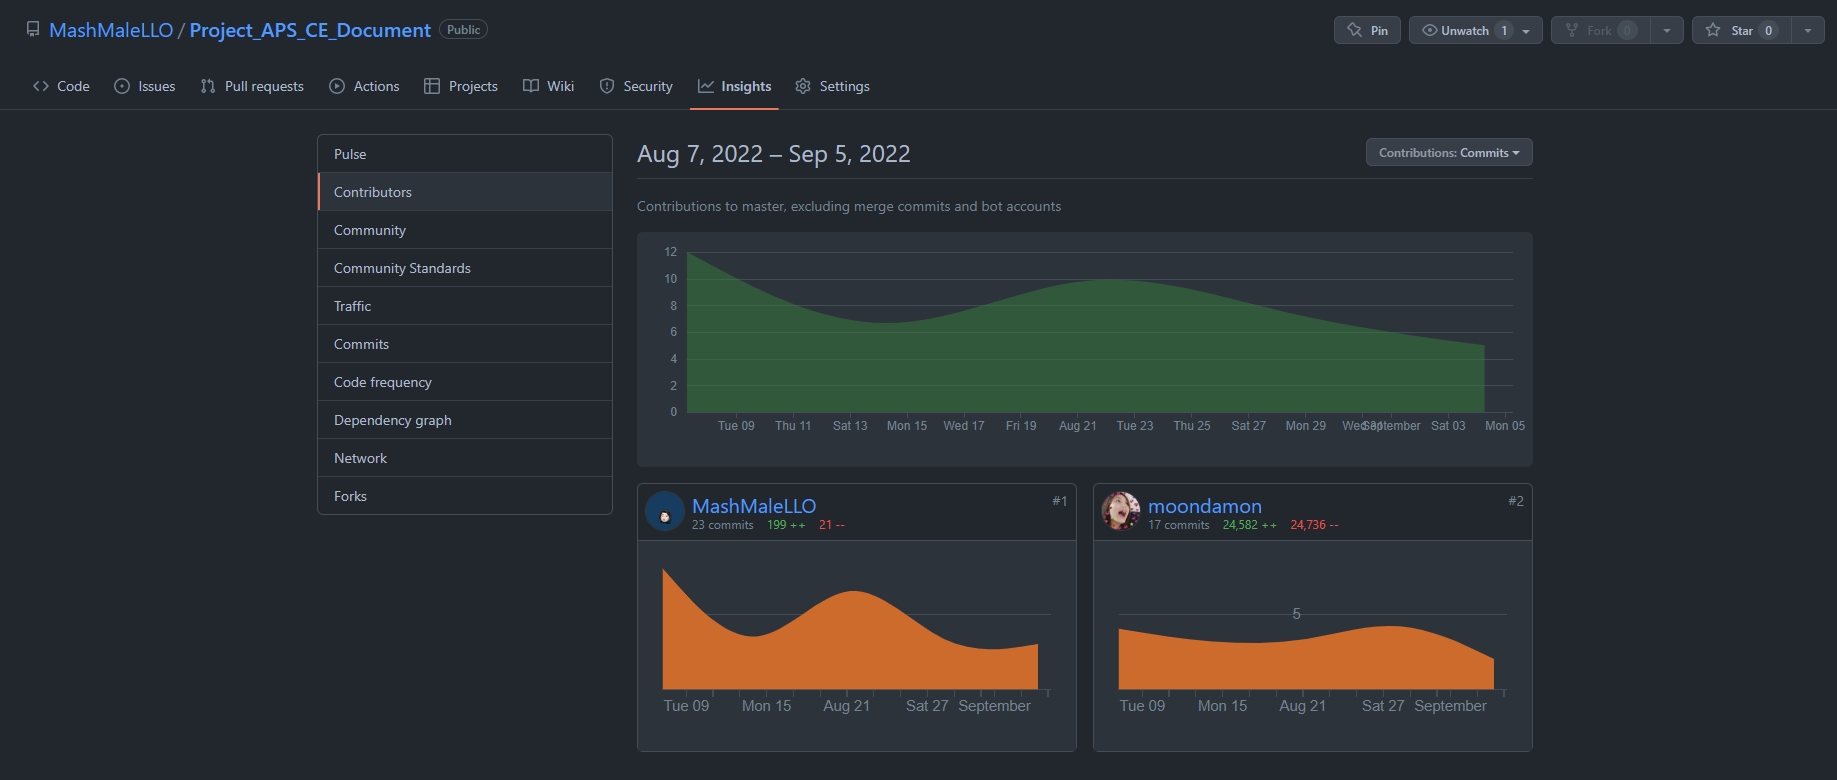 MashMaleLLO / Project_APS_CE_Document Public
Pin
Unwatch 1
Fork 0
Star 0
Code
Issues
Pull requests
Actions
Projects
Wiki
Security
Insights
Settings
Pulse
Contributors
Community
Community Standards
Traffic
Commits
Code frequency
Dependency graph
Network
Forks
Aug 7, 2022 – Sep 5, 2022
Contributions: Commits
Contributions to master, excluding merge commits and bot accounts
12
10
8
6
4
2
0
Tue 09 Thu 11 Sat 13 Mon 15 Wed 17 Fri 19 Aug 21 Tue 23 Thu 25 Sat 27 Mon 29 Wed 31 September Sat 03 Mon 05
MashMaleLLO #1
23 commits 199 ++ 21 --
Tue 09 Mon 15 Aug 21 Sat 27 September
moondamon #2
17 commits 24,582 ++ 24,736 --
5
Tue 09 Mon 15 Aug 21 Sat 27 September